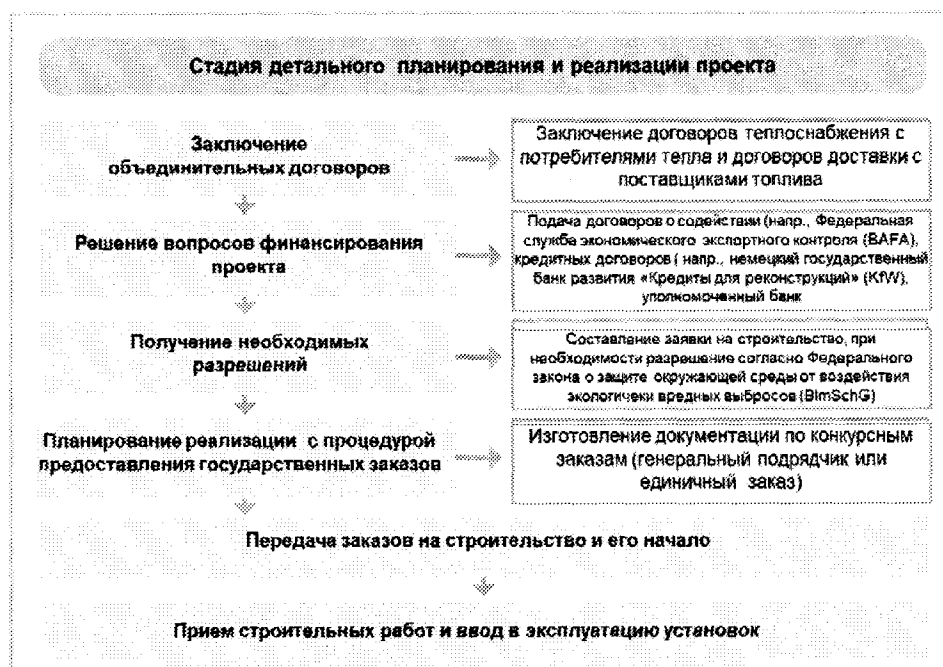 Стадия детального планирования и реализации проекта
Заключение
объединительных договоров
Заключение договоров теплоснабжения с
потребителями тепла и договоров доставки с
поставщиками топлива
Решение вопросов финансирования
проекта
Подача договоров о содействии (напр., Федеральная
служба экономического экспортного контроля (BAFA),
кредитных договоров ( напр., немецкий государственный
банк развития «Кредиты для реконструкций» (KfW),
уполномоченный банк
Получение необходимых
разрешений
Составление заявки на строительство, при
необходимости разрешение согласно Федерального
закона о защите окружающей среды от воздействия
экологичеки вредных выбросов (BImSchG)
Планирование реализации с процедурой
предоставления государственных заказов
Изготовление документации по конкурсным
заказам (генеральный подрядчик или
единичный заказ)
Передача заказов на строительство и его начало
Прием строительных работ и ввод в эксплуатацию установок